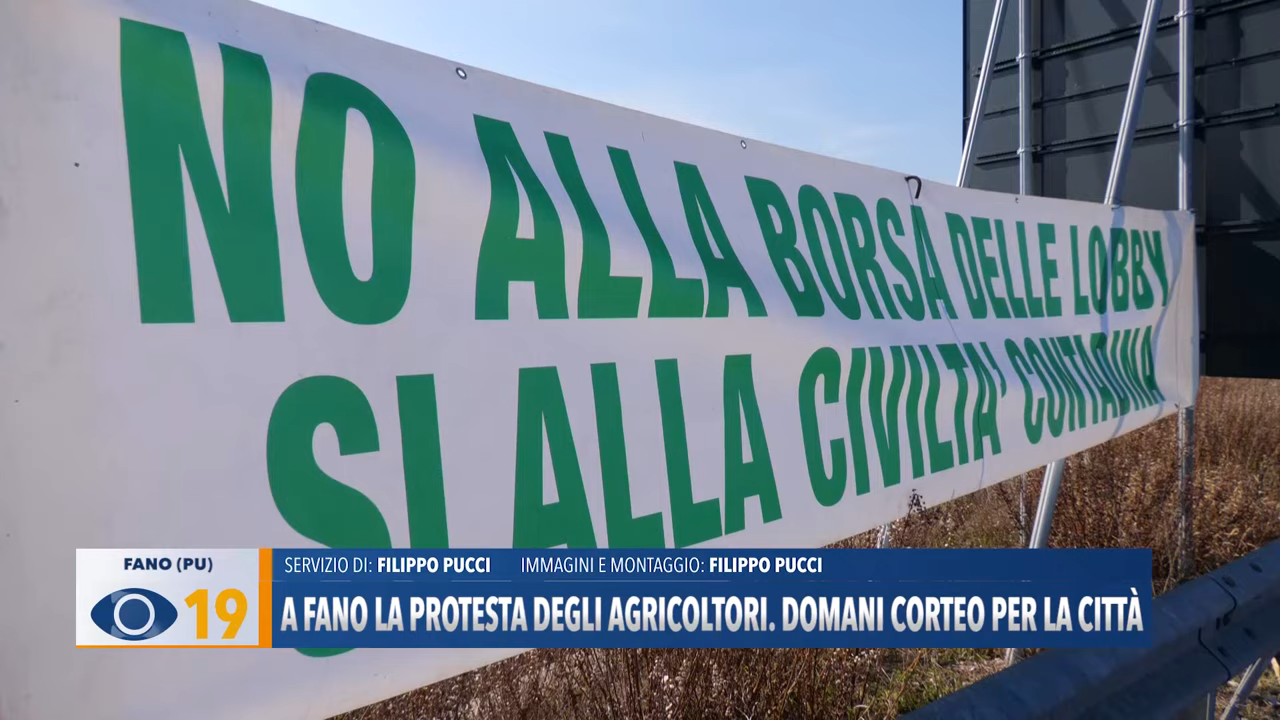 NO ALLA BORSA DELLE LOBBY
SI ALLA CIVILTA' CONTADINA
FANO (PU)
19
SERVIZIO DI: FILIPPO PUCCI IMMAGINI E MONTAGGIO: FILIPPO PUCCI
A FANO LA PROTESTA DEGLI AGRICOLTORI. DOMANI CORTEO PER LA CITTÀ